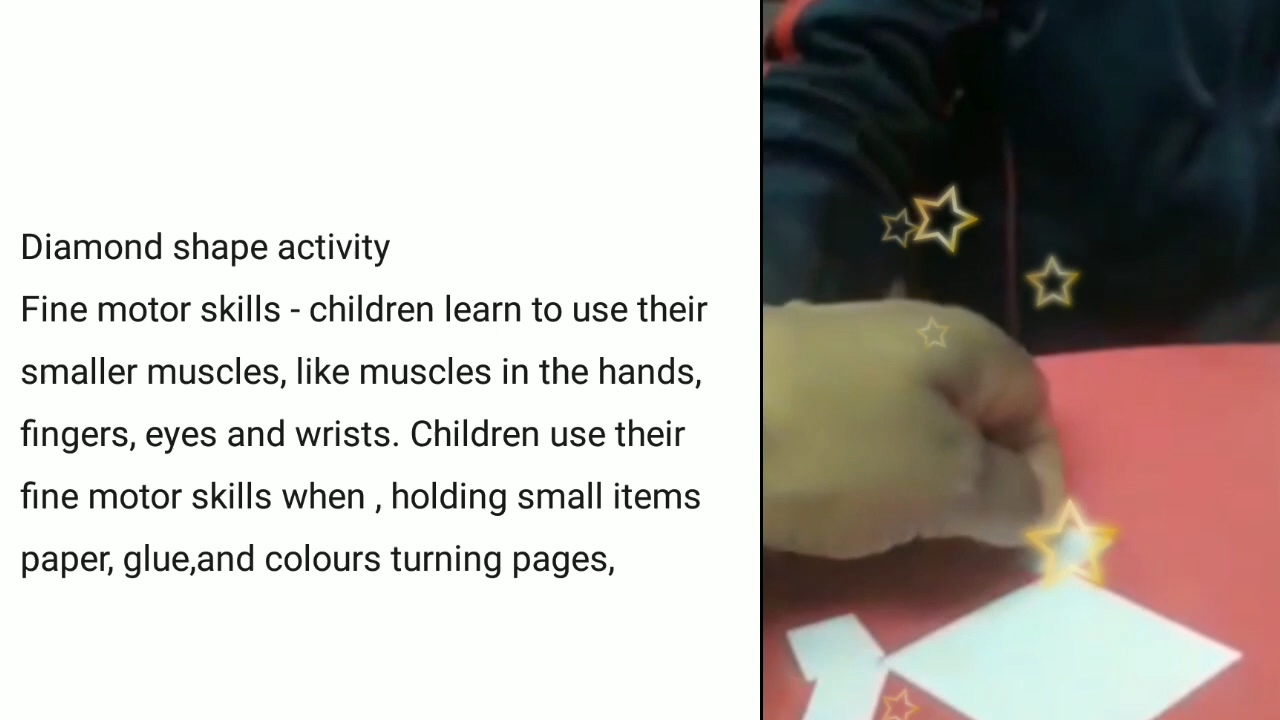 Diamond shape activity
Fine motor skills - children learn to use their
smaller muscles, like muscles in the hands,
fingers, eyes and wrists. Children use their
fine motor skills when , holding small items
paper, glue,and colours turning pages,